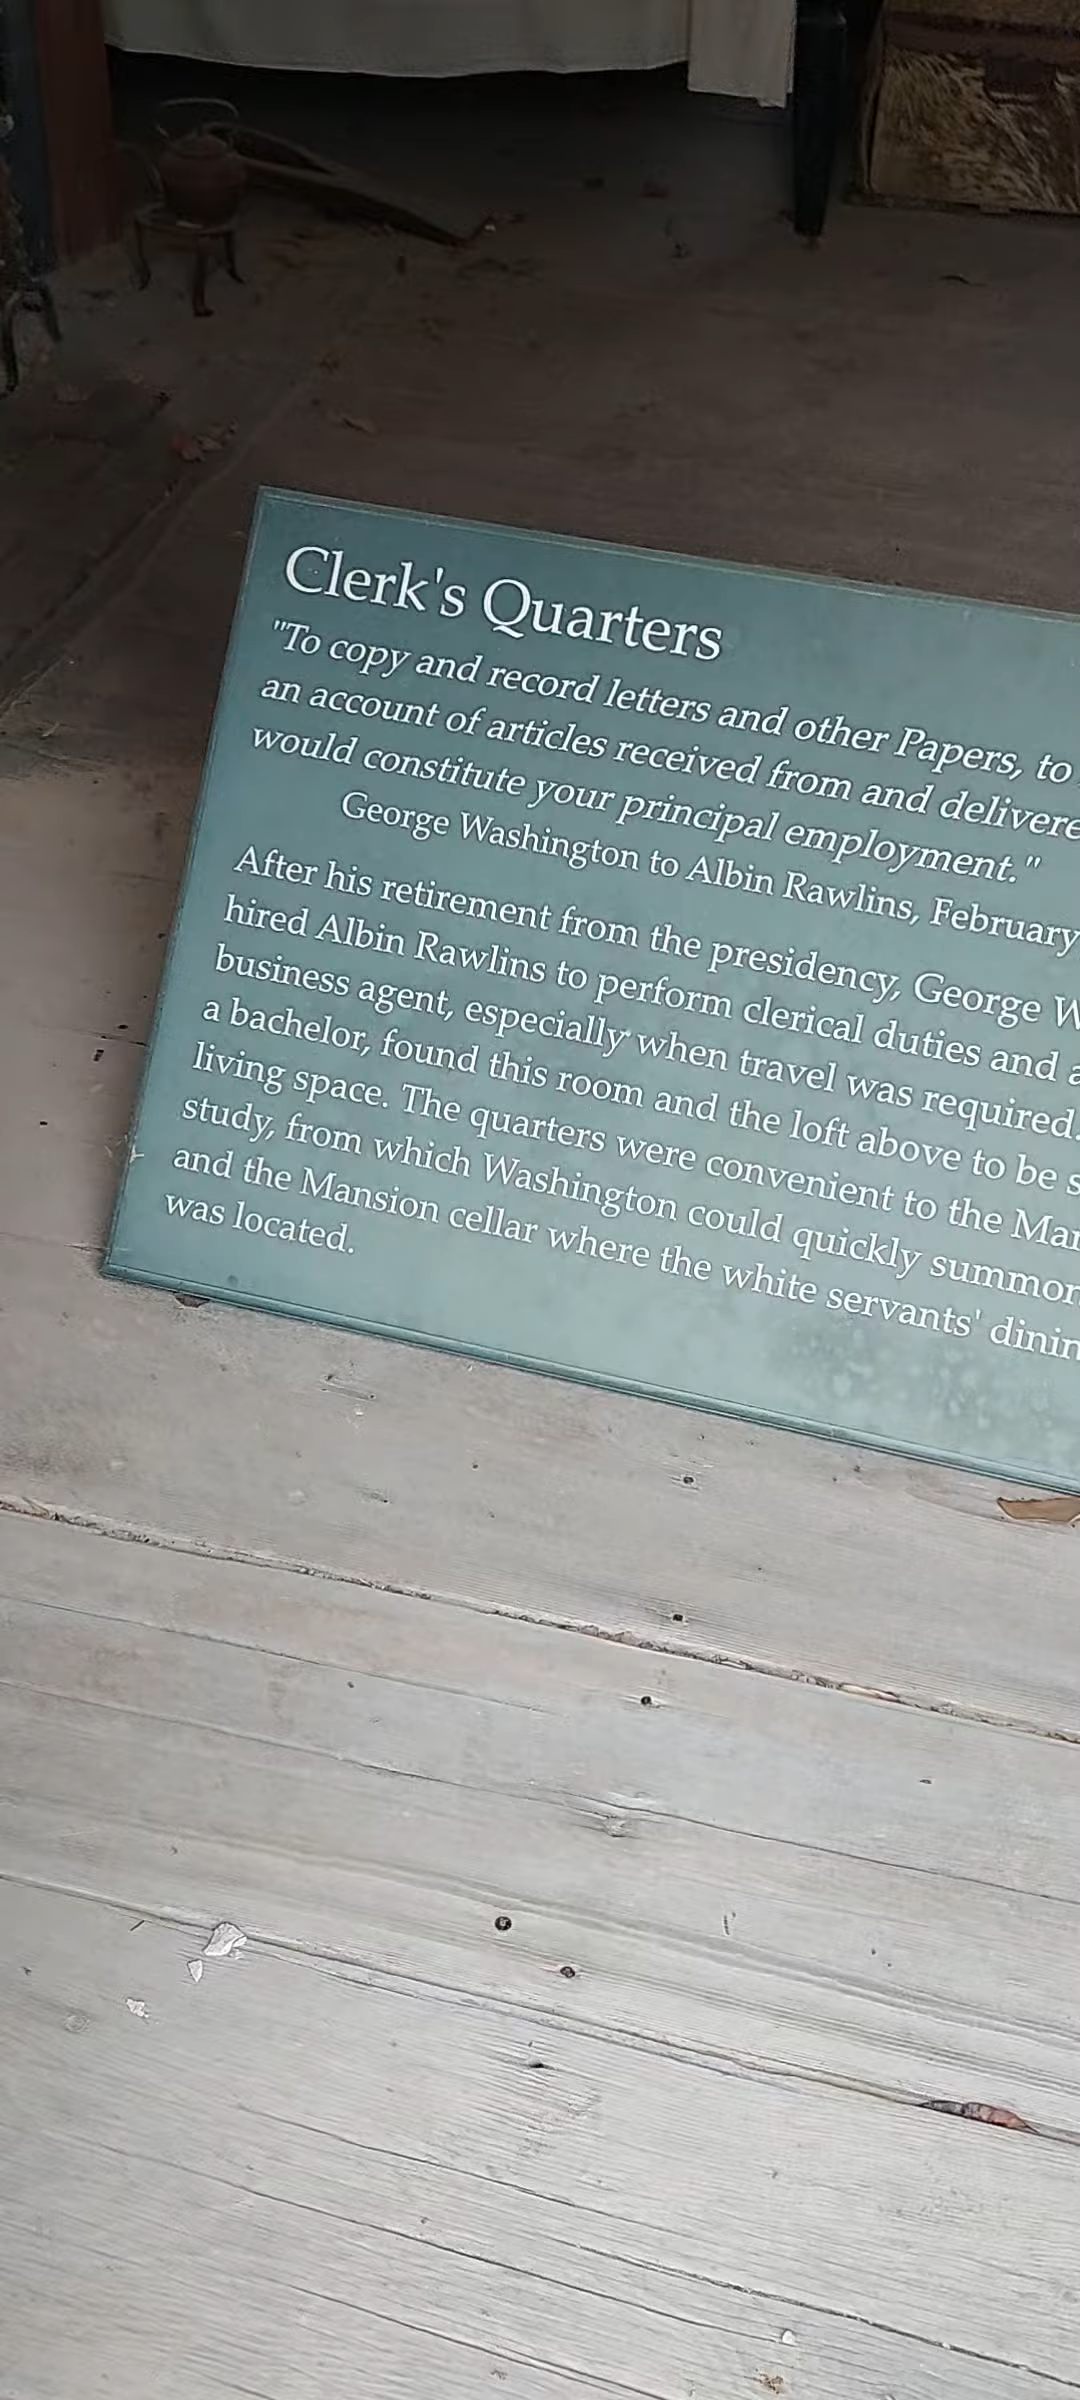 Clerk's Quarters
"To copy and record letters and other Papers, to
an account of articles received from and
would constitute your principal employment."
George Washington to Albin Rawlins, February
After his retirement from the presidency, George
hired Albin Rawlins to perform clerical duties and
business agent, especially when travel was required.
a bachelor, found this room and the loft above to be
living space. The quarters were convenient to the
study, from which Washington could quickly
and the Mansion cellar where the white servants'
was located.